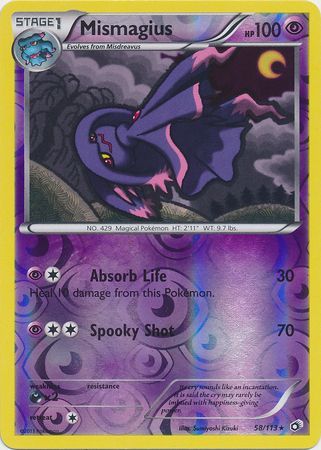 STAGE1
Mismagius
HP100
Evolves from Misdreavus
NO. 429 Magical Pokémon HT: 2'11" WT: 9.7 lbs.
Absorb Life 30
Heal 10 damage from this Pokémon.
Spooky Shot 70
weakness resistance
×2
retreat
Its cry sounds like an incantation.
It is said the cry may rarely be
imbued with happiness-giving
power.
Illus. Sumiyoshi Kizuki 58/113★
©2013 Pokémon